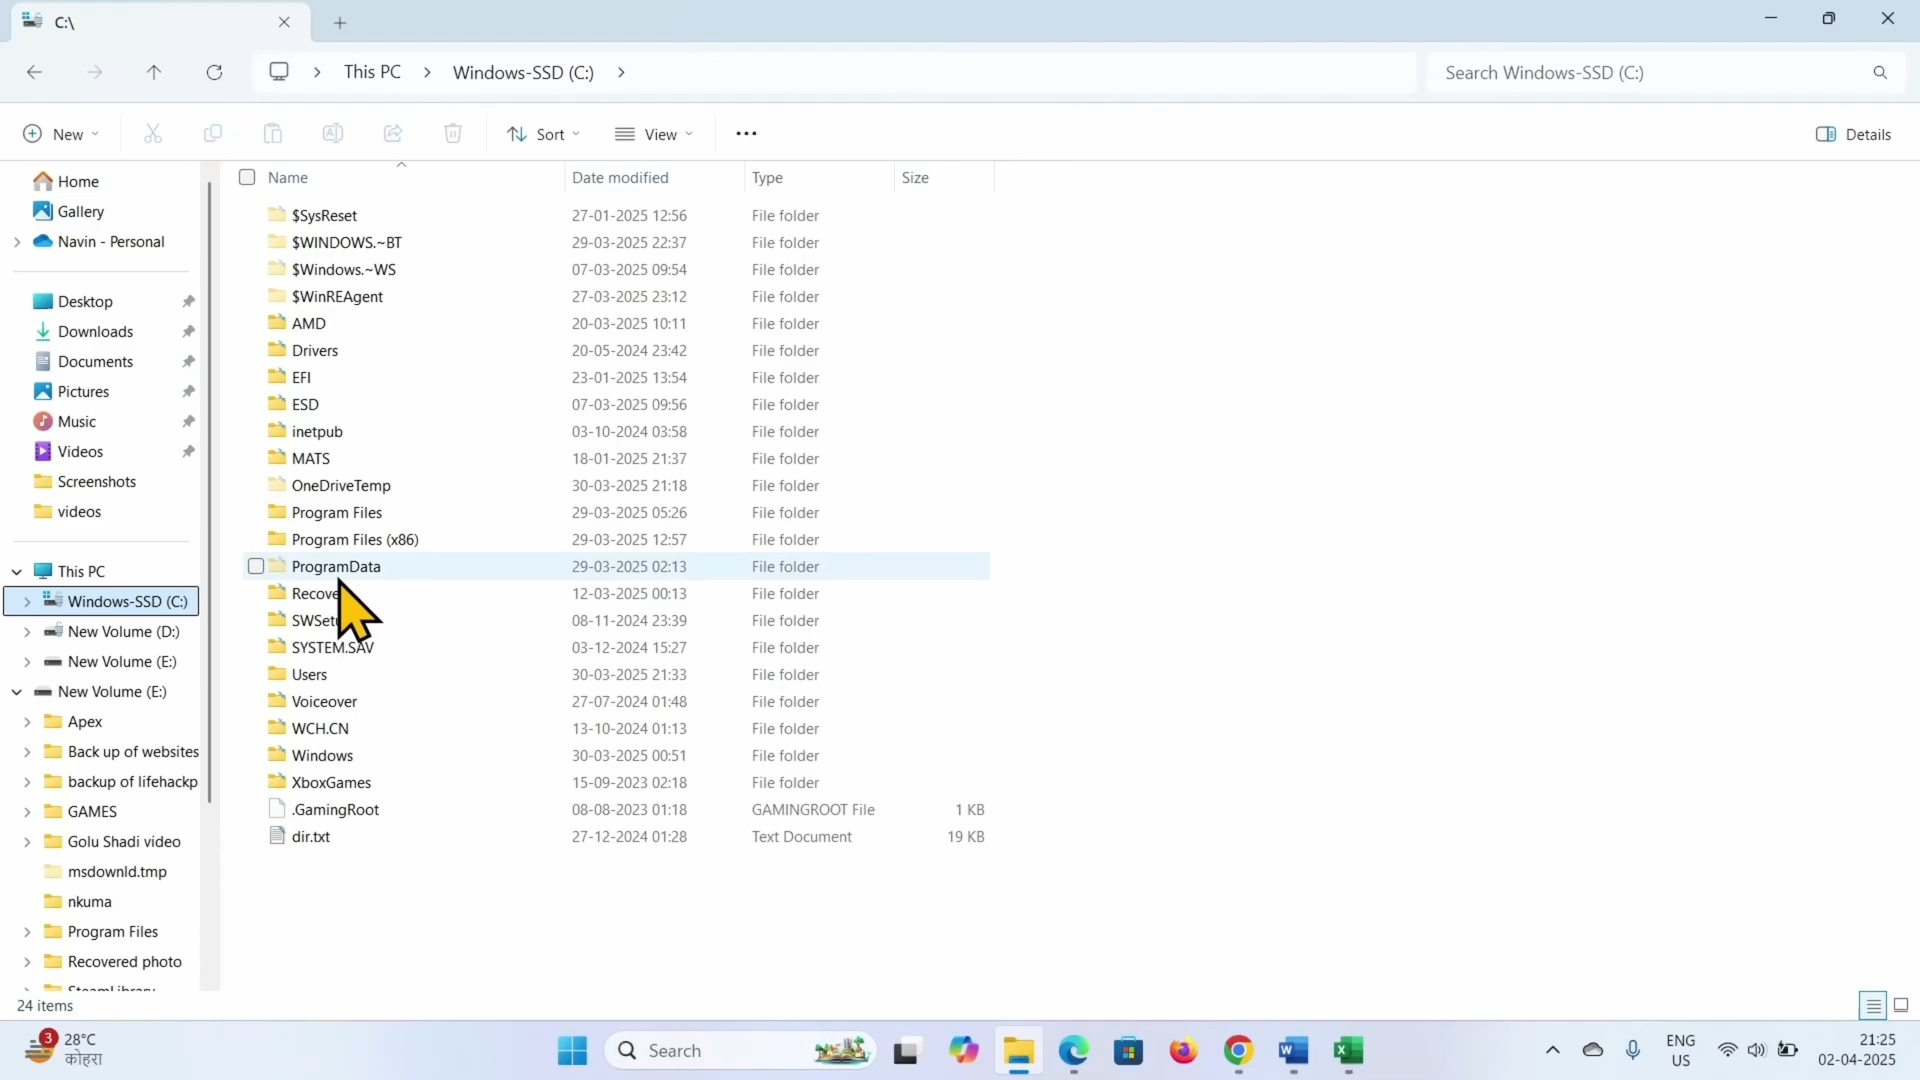 C:\
This PC
Windows-SSD (C:)
Search Windows-SSD (C:)
New
Sort
View
Details
Home
Gallery
Navin - Personal
Desktop
Downloads
Documents
Pictures
Music
Videos
Screenshots
videos
This PC
Windows-SSD (C:)
New Volume (D:)
New Volume (E:)
New Volume (E:)
Apex
Back up of websites
backup of lifehackp
GAMES
Golu Shadi video
msdownld.tmp
nkuma
Program Files
Recovered photo
SteamLibrary
Name Date modified Type Size
$SysReset 27-01-2025 12:56 File folder
$WINDOWS.~BT 29-03-2025 22:37 File folder
$Windows.~WS 07-03-2025 09:54 File folder
$WinREAgent 27-03-2025 23:12 File folder
AMD 20-03-2025 10:11 File folder
Drivers 20-05-2024 23:42 File folder
EFI 23-01-2025 13:54 File folder
ESD 07-03-2025 09:56 File folder
inetpub 03-10-2024 03:58 File folder
MATS 18-01-2025 21:37 File folder
OneDriveTemp 30-03-2025 21:18 File folder
Program Files 29-03-2025 05:26 File folder
Program Files (x86) 29-03-2025 12:57 File folder
ProgramData 29-03-2025 02:13 File folder
Recove 12-03-2025 00:13 File folder
SWSetu 08-11-2024 23:39 File folder
SYSTEM.SAV 03-12-2024 15:27 File folder
Users 30-03-2025 21:33 File folder
Voiceover 27-07-2024 01:48 File folder
WCH.CN 13-10-2024 01:13 File folder
Windows 30-03-2025 00:51 File folder
XboxGames 15-09-2023 02:18 File folder
.GamingRoot 08-08-2023 01:18 GAMINGROOT File 1 KB
dir.txt 27-12-2024 01:28 Text Document 19 KB
24 items
3
28°C
कोहरा
Search
ENG
US
21:25
02-04-2025